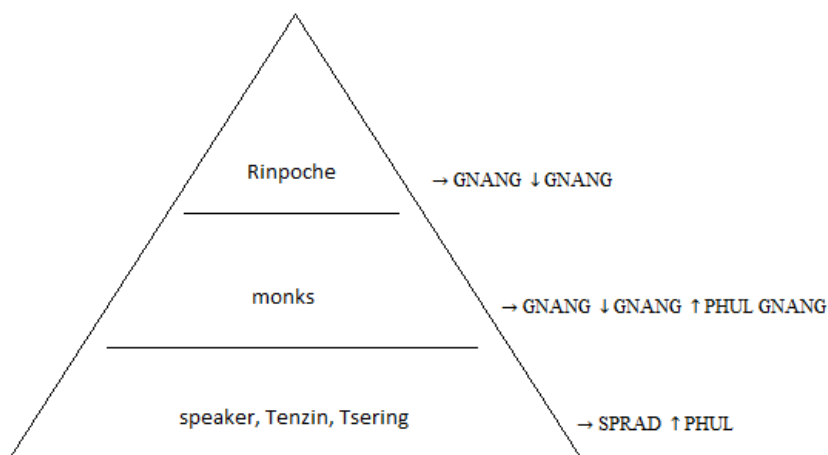 Rinpoche
→ GNANG ↓GNANG
monks
→ GNANG ↓GNANG ↑PHUL GNANG
speaker, Tenzin, Tsering
→ SPRAD ↑PHUL